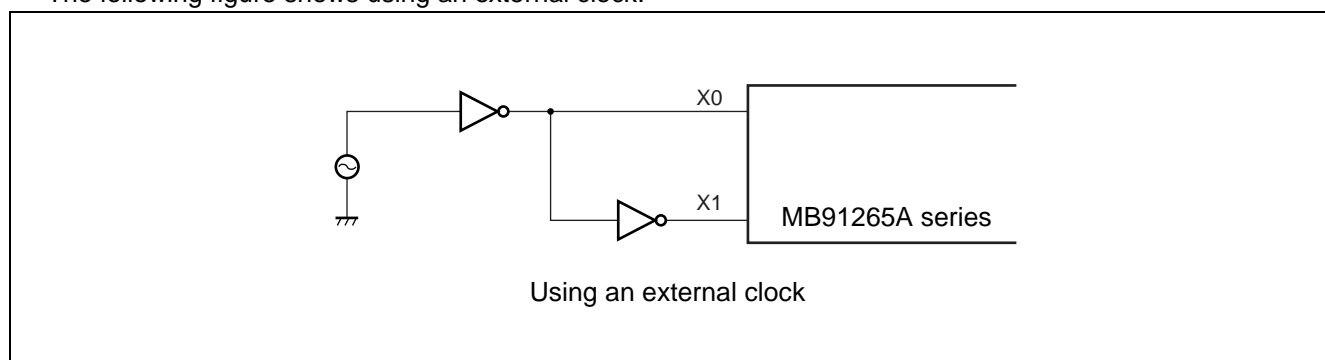 The following figure shows using an external clock.
X0
X1
MB91265A series
Using an external clock